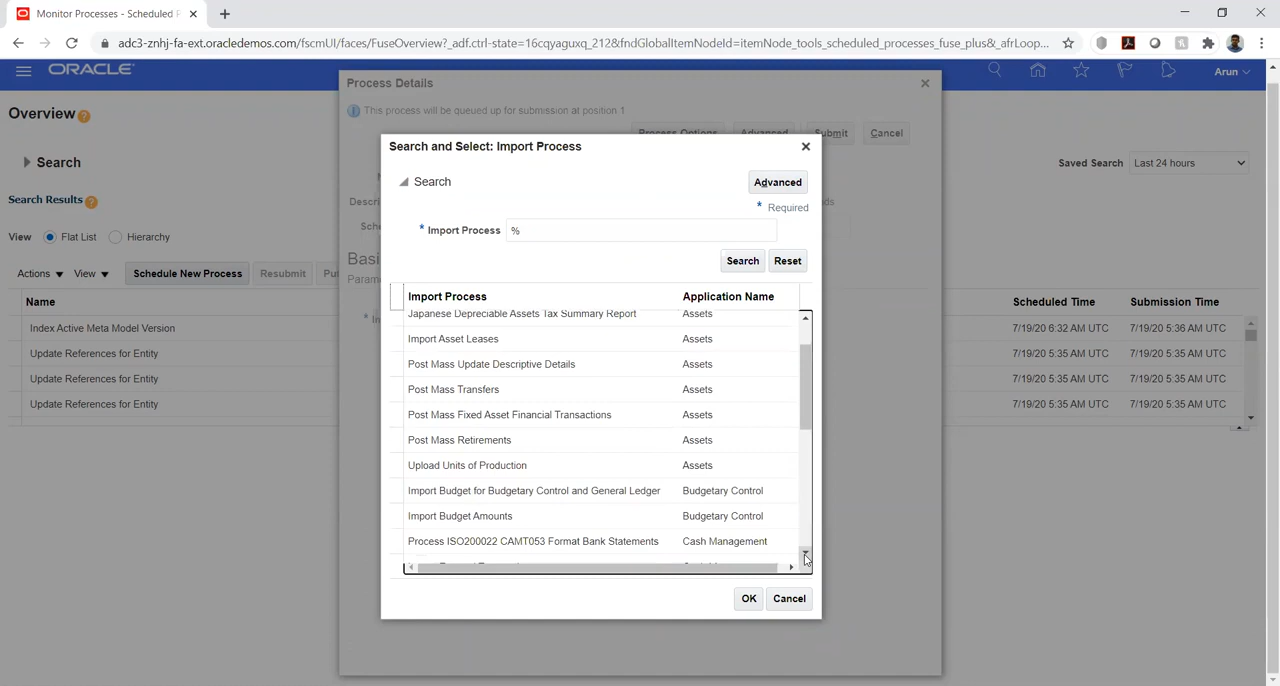 Monitor Processes - Scheduled P
adc3-znhj-fa-ext.oracledemos.com/fscmUI/faces/FuseOverview?_adf.ctrl-state=16cqyaguxq_212&fndGlobalItemNodeId=itemNode_tools_scheduled_processes_fuse_plus&_afrLoop...
ORACLE
Arun
Process Details
This process will be queued up for submission at position 1
Overview
Process Options Advanced Submit Cancel
Search and Select: Import Process
Search
Search
Saved Search Last 24 hours
Advanced
Search Results
* Required
* Import Process %
View Flat List Hierarchy
Search Reset
Actions View Schedule New Process Resubmit
Import Process Application Name
Name Scheduled Time Submission Time
Japanese Depreciable Assets Tax Summary Report Assets
Index Active Meta Model Version 7/19/20 6:32 AM UTC 7/19/20 5:36 AM UTC
Import Asset Leases Assets
Update References for Entity 7/19/20 5:35 AM UTC 7/19/20 5:35 AM UTC
Post Mass Update Descriptive Details Assets
Update References for Entity 7/19/20 5:35 AM UTC 7/19/20 5:35 AM UTC
Post Mass Transfers Assets
Update References for Entity 7/19/20 5:35 AM UTC 7/19/20 5:35 AM UTC
Post Mass Fixed Asset Financial Transactions Assets
Post Mass Retirements Assets
Upload Units of Production Assets
Import Budget for Budgetary Control and General Ledger Budgetary Control
Import Budget Amounts Budgetary Control
Process ISO200022 CAMT053 Format Bank Statements Cash Management
OK Cancel